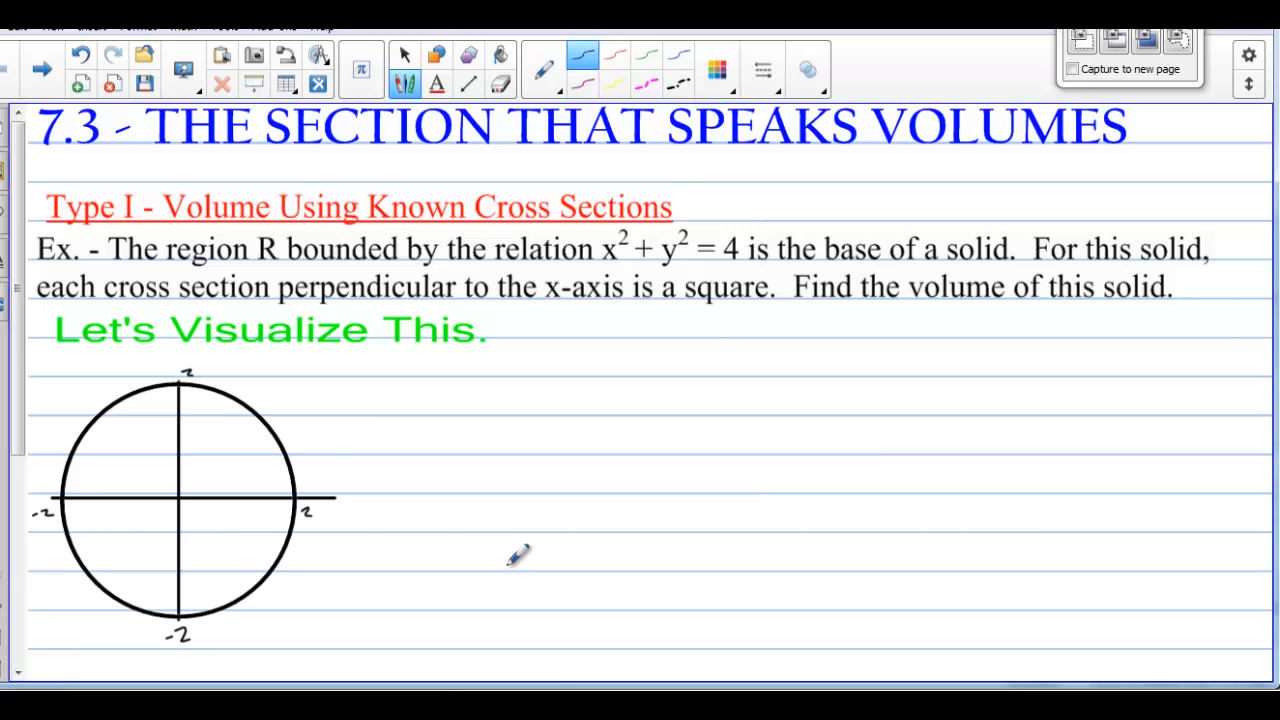 Capture to new page
π
7.3 - THE SECTION THAT SPEAKS VOLUMES
Type I - Volume Using Known Cross Sections
Ex. - The region R bounded by the relation x² + y² = 4 is the base of a solid. For this solid,
each cross section perpendicular to the x-axis is a square. Find the volume of this solid.
Let's Visualize This.
2
-2
2
-2